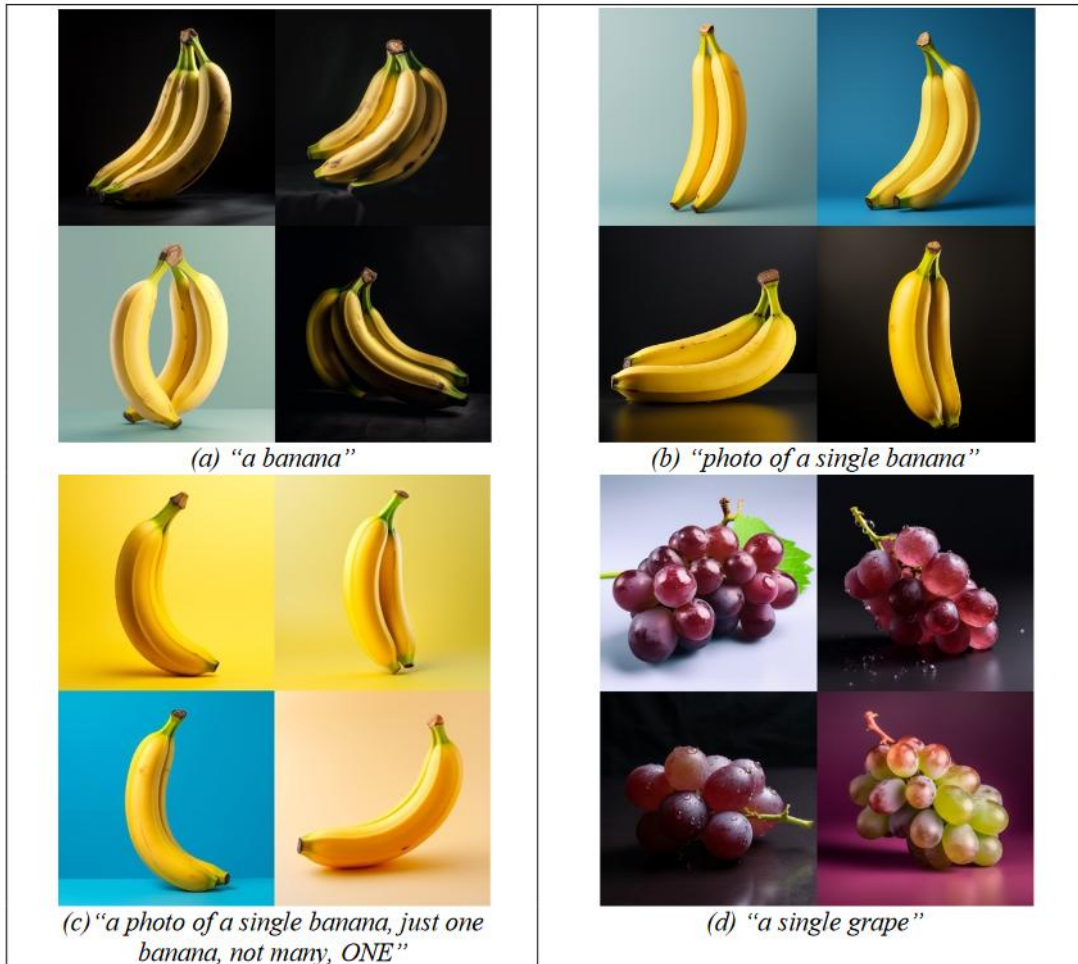 (a) “a banana”
(b) “photo of a single banana”
(c)“a photo of a single banana, just one
banana, not many, ONE”
(d) “a single grape”